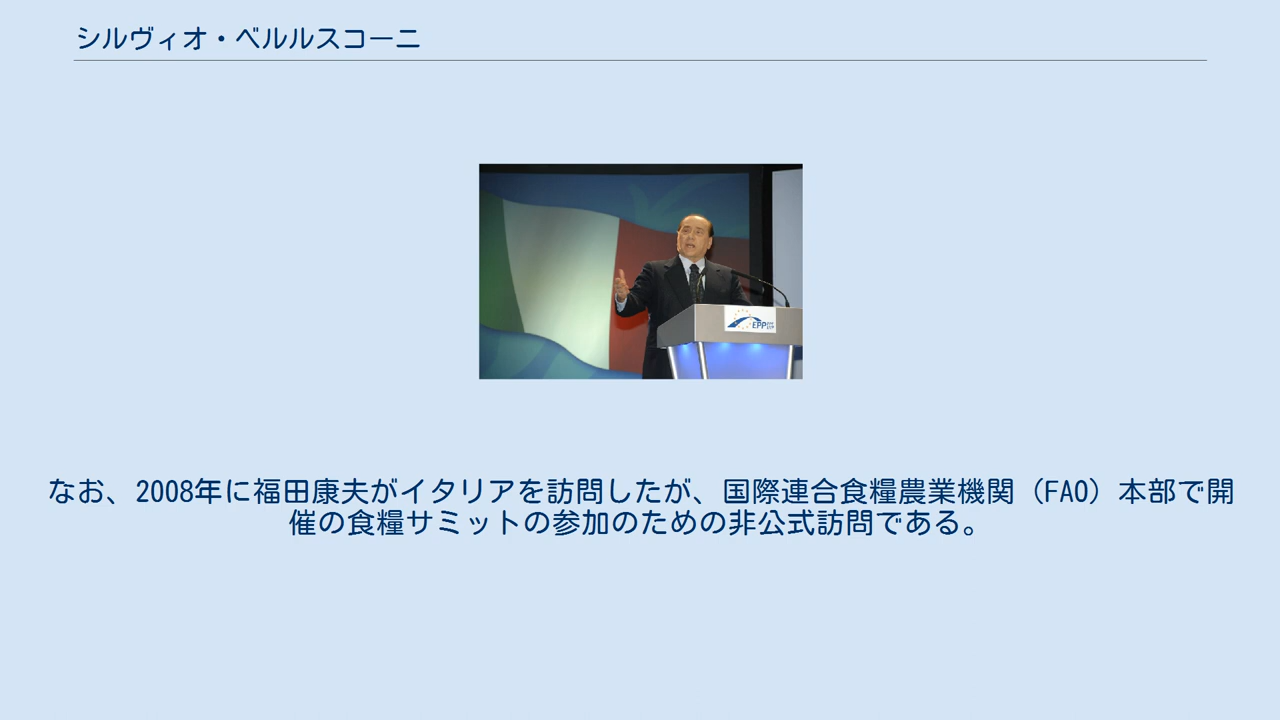 シルヴィオ・ベルルスコーニ
EPP
なお、2008年に福田康夫がイタリアを訪問したが、国際連合食糧農業機関（FAO）本部で開
催の食糧サミットの参加のための非公式訪問である。